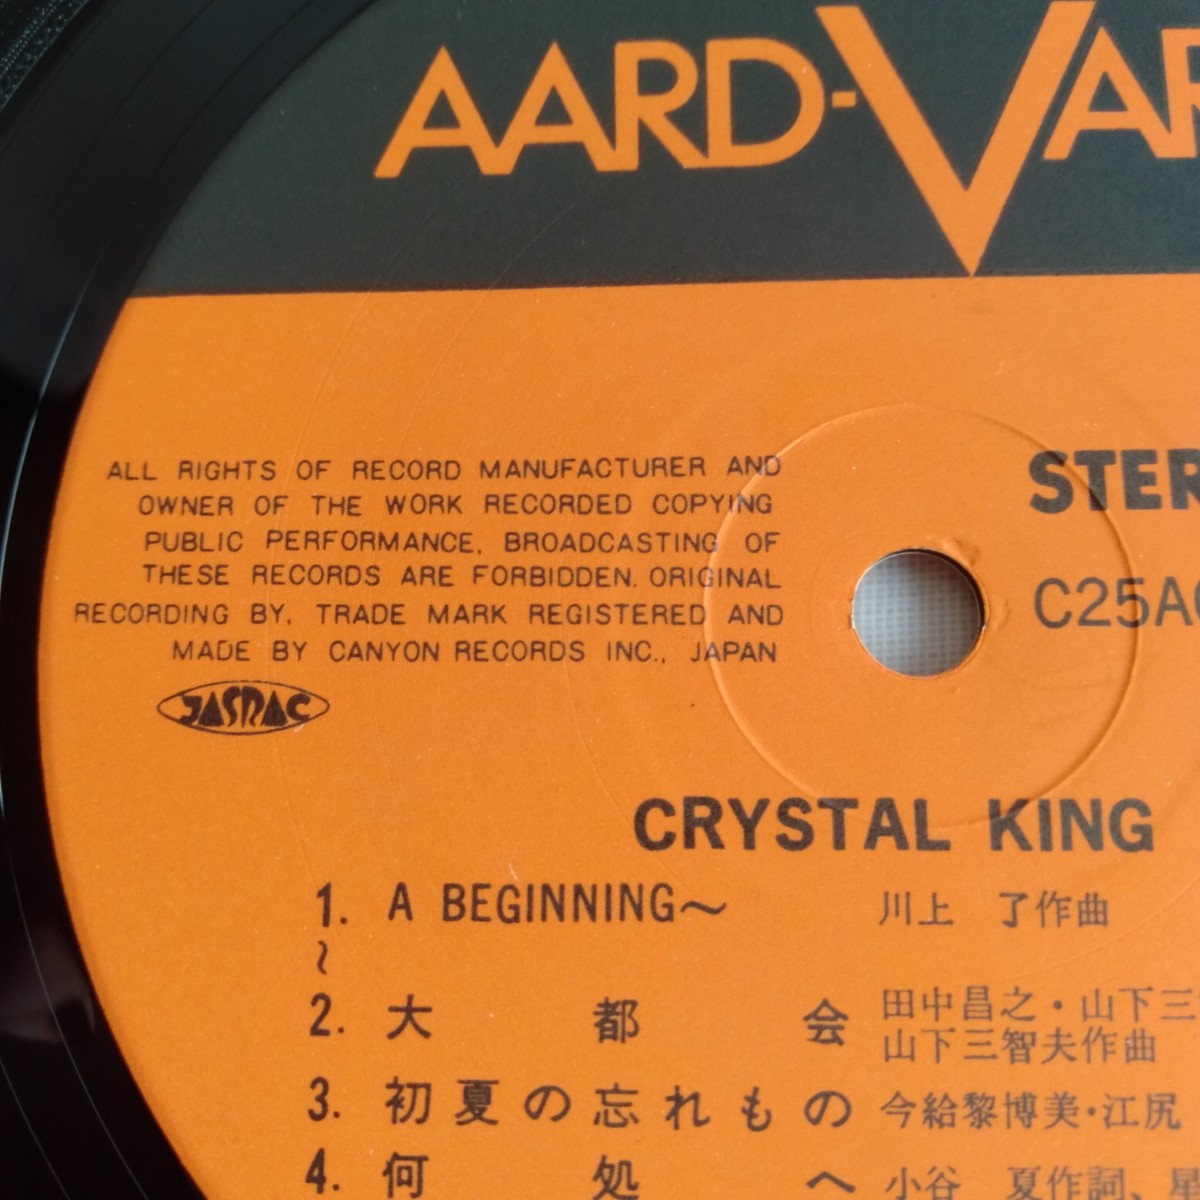 AARD-VAR
ALL RIGHTS OF RECORD MANUFACTURER AND
OWNER OF THE WORK RECORDED COPYING
PUBLIC PERFORMANCE, BROADCASTING OF
THESE RECORDS ARE FORBIDDEN. ORIGINAL
RECORDING BY, TRADE MARK REGISTERED AND
MADE BY CANYON RECORDS INC., JAPAN
JASRAC
STER
C25A
CRYSTAL KING
1. A BEGINNING～ 川上 了作曲
～
2. 大都会 田中昌之・山下三
山下三智夫作曲
3. 初夏の忘れもの 今給黎博美・江尻
4. 何処へ 小谷 夏作詞、星